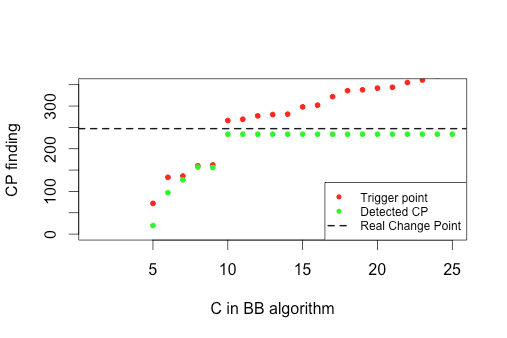 CP finding
300
200
100
0
Trigger point
Detected CP
Real Change Point
5 10 15 20 25
C in BB algorithm